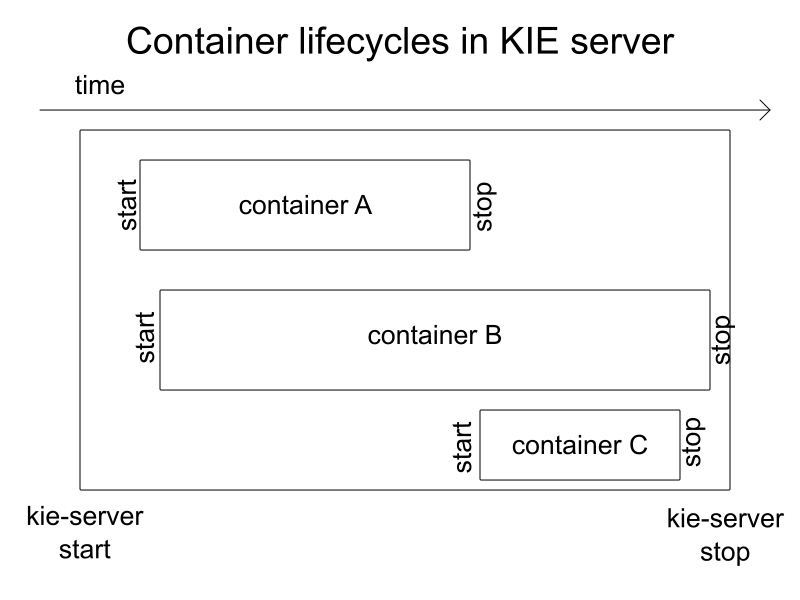 Container lifecycles in KIE server
time
start
container A
stop
start
container B
stop
start
container C
stop
kie-server
start
kie-server
stop